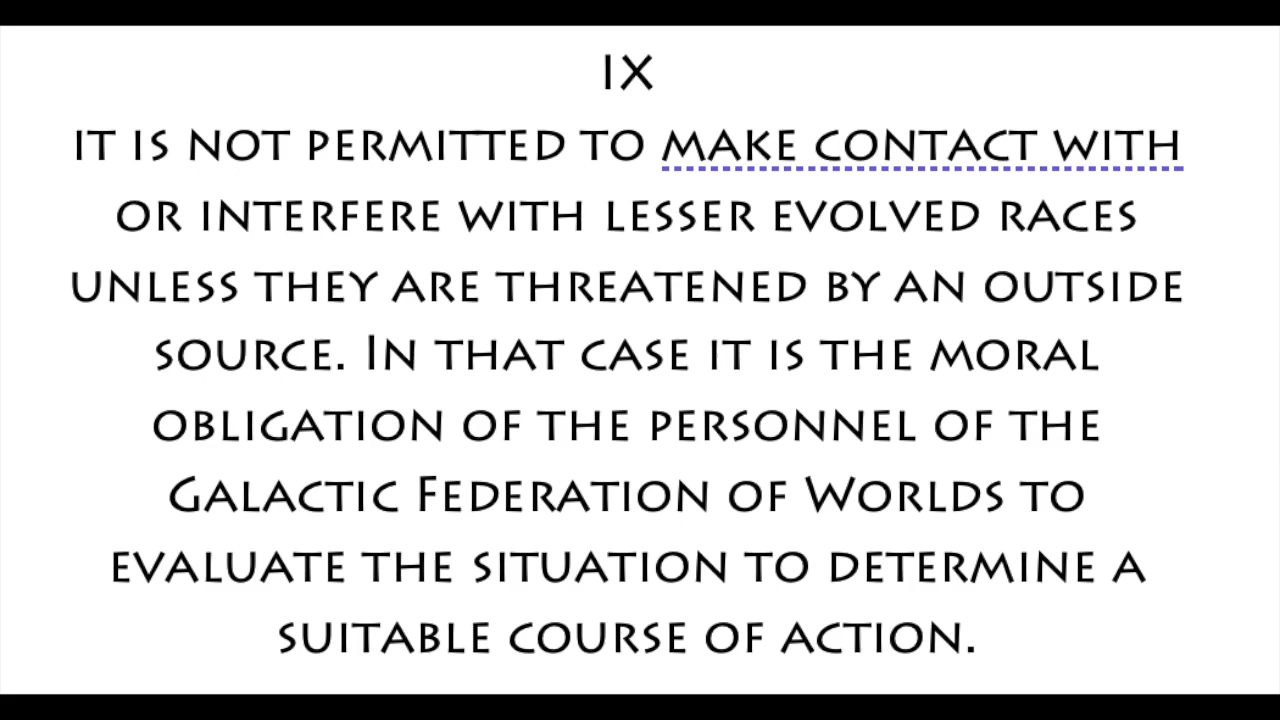 IX
IT IS NOT PERMITTED TO MAKE CONTACT WITH
OR INTERFERE WITH LESSER EVOLVED RACES
UNLESS THEY ARE THREATENED BY AN OUTSIDE
SOURCE. IN THAT CASE IT IS THE MORAL
OBLIGATION OF THE PERSONNEL OF THE
GALACTIC FEDERATION OF WORLDS TO
EVALUATE THE SITUATION TO DETERMINE A
SUITABLE COURSE OF ACTION.